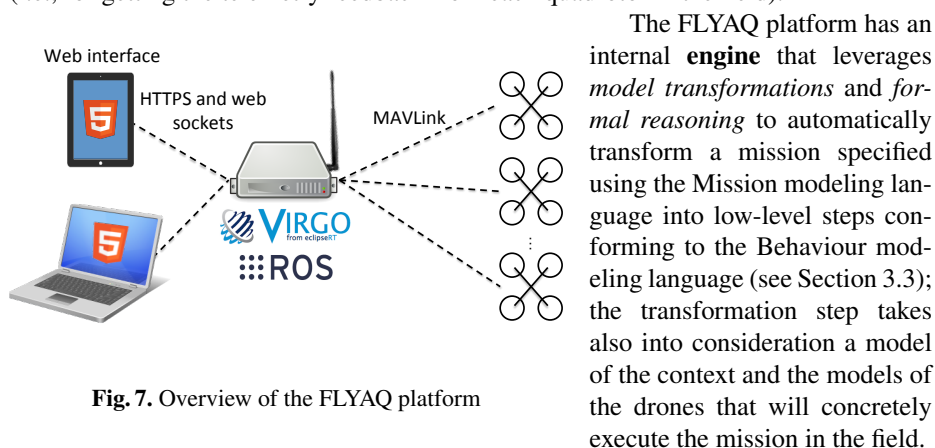 Web interface
5
HTTPS and web
sockets
MAVLink
5
VIRGO
from eclipseRT
ROS
...
Fig. 7. Overview of the FLYAQ platform
The FLYAQ platform has an
internal engine that leverages
model transformations and for-
mal reasoning to automatically
transform a mission specified
using the Mission modeling lan-
guage into low-level steps con-
forming to the Behaviour mod-
eling language (see Section 3.3);
the transformation step takes
also into consideration a model
of the context and the models of
the drones that will concretely
execute the mission in the field.